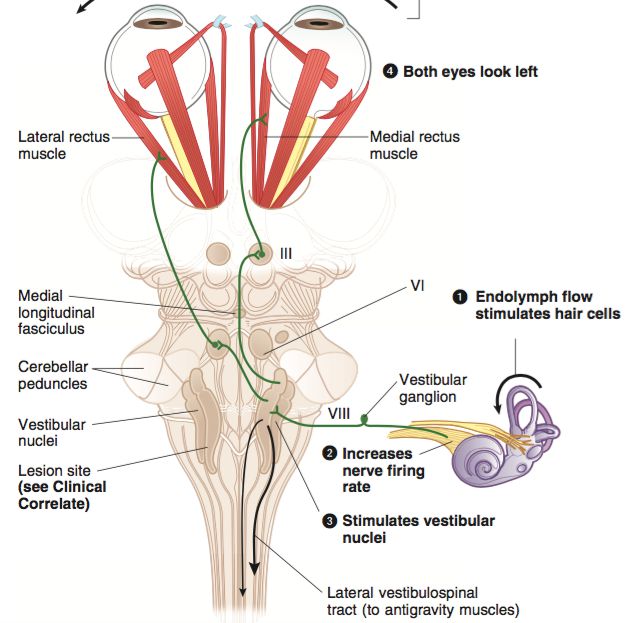 ❹ Both eyes look left
Lateral rectus
muscle
Medial rectus
muscle
III
VI
Medial
longitudinal
fasciculus
❶ Endolymph flow
stimulates hair cells
Cerebellar
peduncles
Vestibular
ganglion
Vestibular
nuclei
VIII
❷ Increases
nerve firing
rate
Lesion site
(see Clinical
Correlate)
❸ Stimulates vestibular
nuclei
Lateral vestibulospinal
tract (to antigravity muscles)